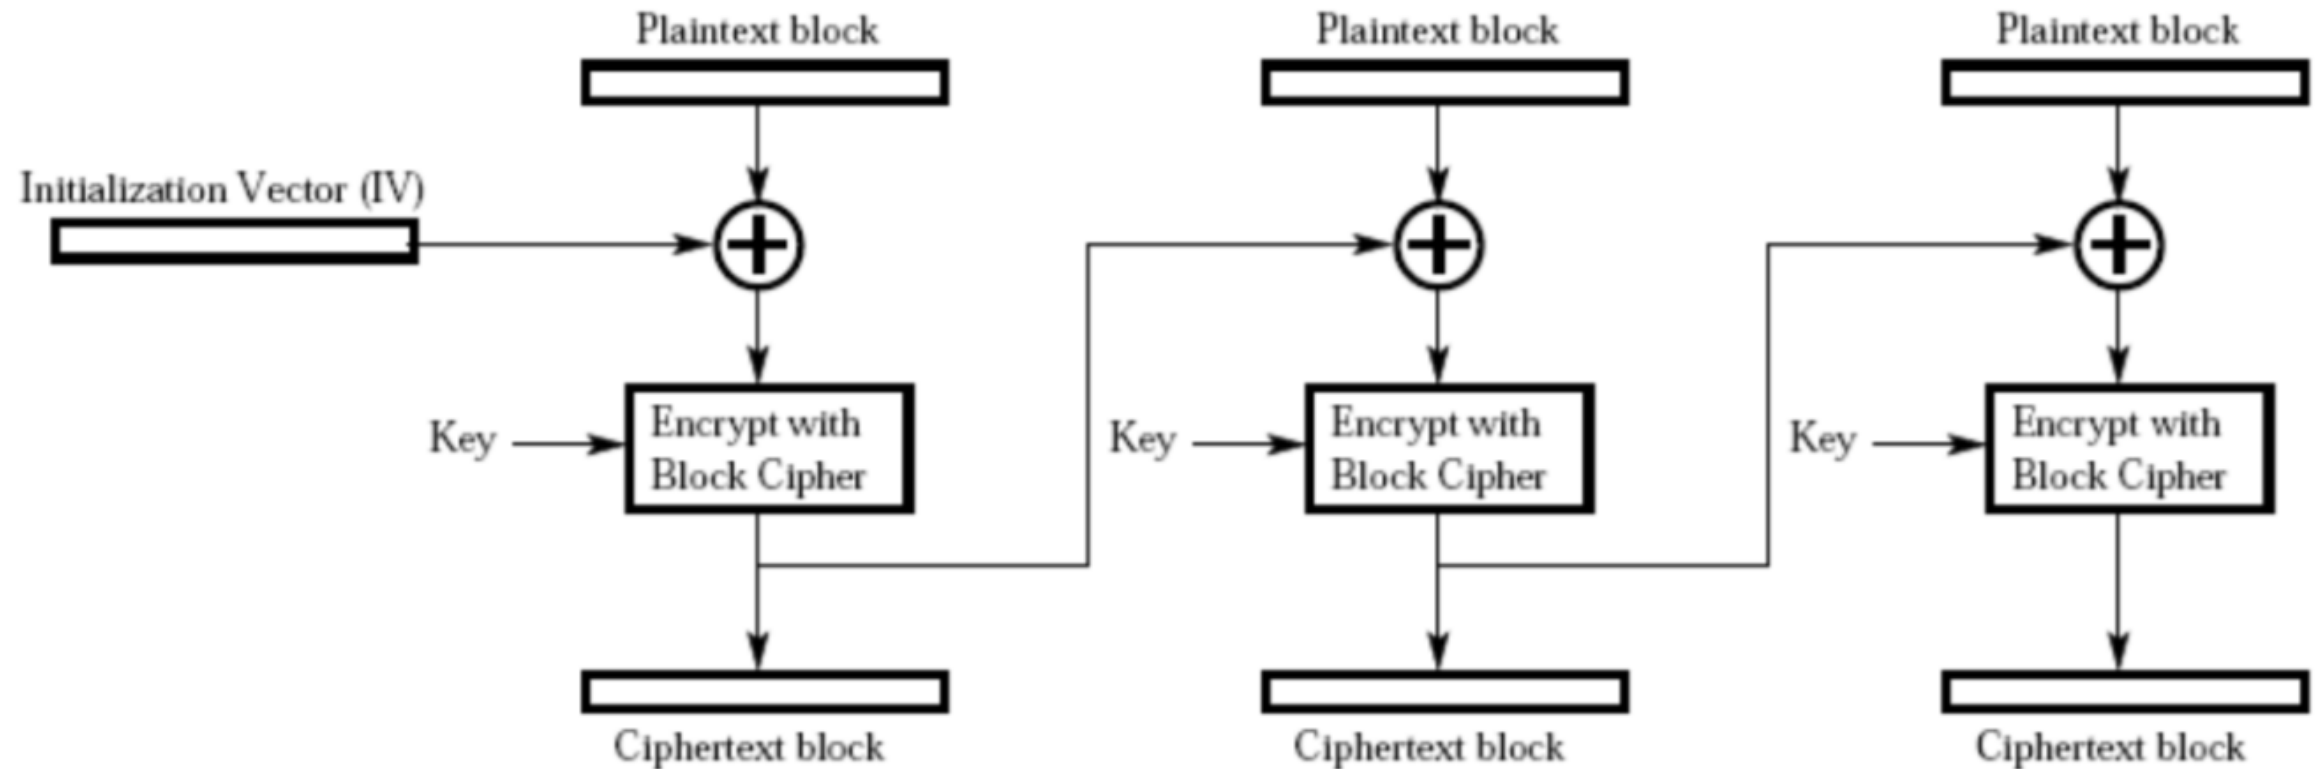 Plaintext block
Plaintext block
Plaintext block
Initialization Vector (IV)
Key
Encrypt with
Block Cipher
Key
Encrypt with
Block Cipher
Key
Encrypt with
Block Cipher
Ciphertext block
Ciphertext block
Ciphertext block